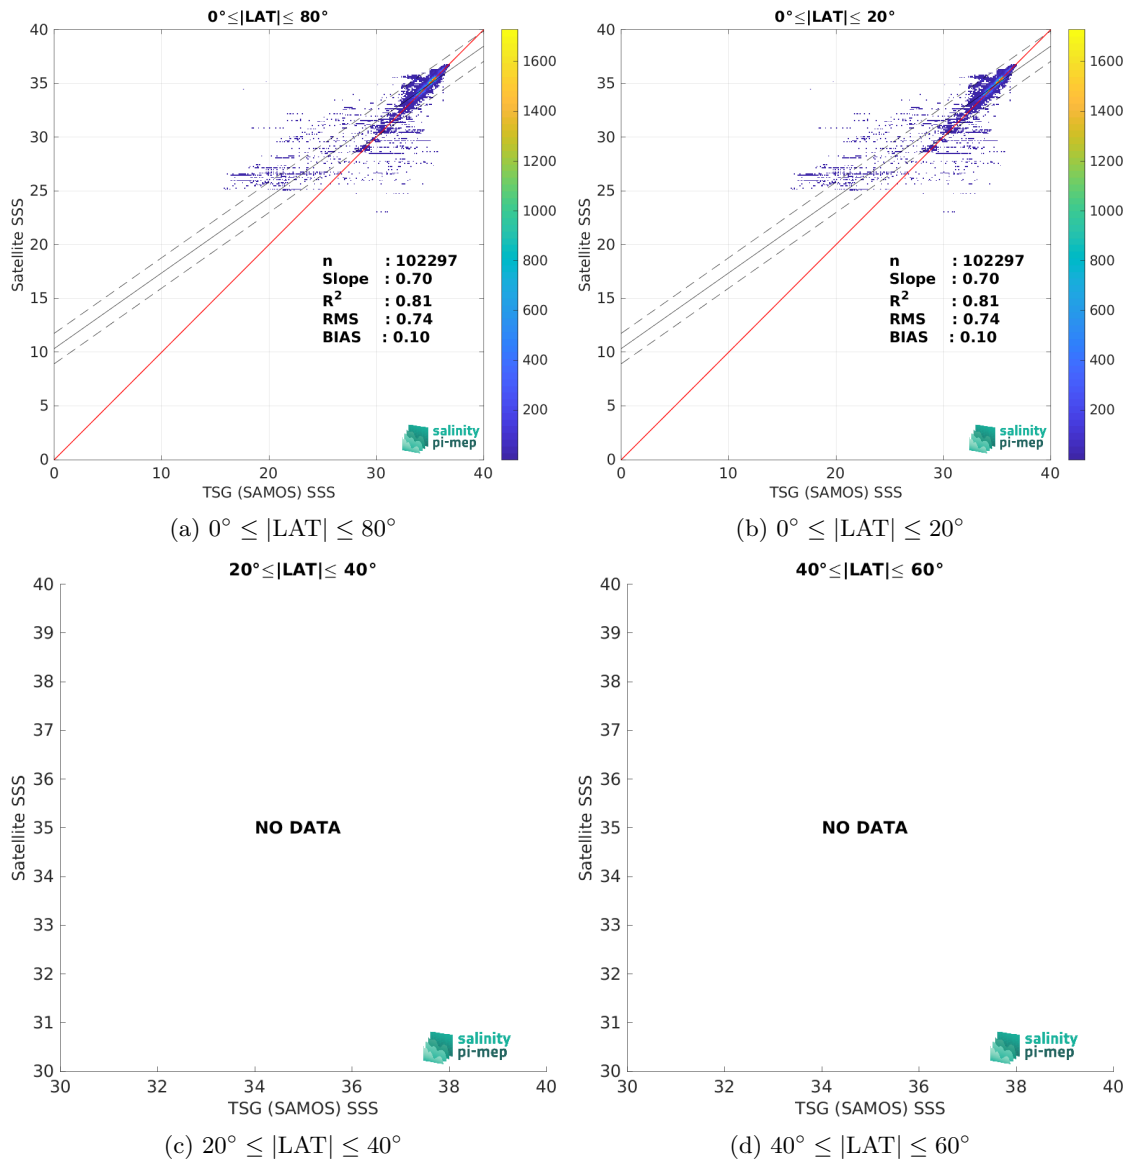 0°≤|LAT|≤ 80°
40
35
30
25
20
15
10
5
0
Satellite SSS
n : 102297
Slope : 0.70
R² : 0.81
RMS : 0.74
BIAS : 0.10
salinity
pi-mep
0 10 20 30 40
TSG (SAMOS) SSS
1600
1400
1200
1000
800
600
400
200
(a) 0° ≤ |LAT| ≤ 80°
0°≤|LAT|≤ 20°
40
35
30
25
20
15
10
5
0
Satellite SSS
n : 102297
Slope : 0.70
R² : 0.81
RMS : 0.74
BIAS : 0.10
salinity
pi-mep
0 10 20 30 40
TSG (SAMOS) SSS
1600
1400
1200
1000
800
600
400
200
(b) 0° ≤ |LAT| ≤ 20°
20°≤|LAT|≤ 40°
40
39
38
37
36
35
34
33
32
31
30
Satellite SSS
NO DATA
salinity
pi-mep
30 32 34 36 38 40
TSG (SAMOS) SSS
(c) 20° ≤ |LAT| ≤ 40°
40°≤|LAT|≤ 60°
40
39
38
37
36
35
34
33
32
31
30
Satellite SSS
NO DATA
salinity
pi-mep
30 32 34 36 38 40
TSG (SAMOS) SSS
(d) 40° ≤ |LAT| ≤ 60°